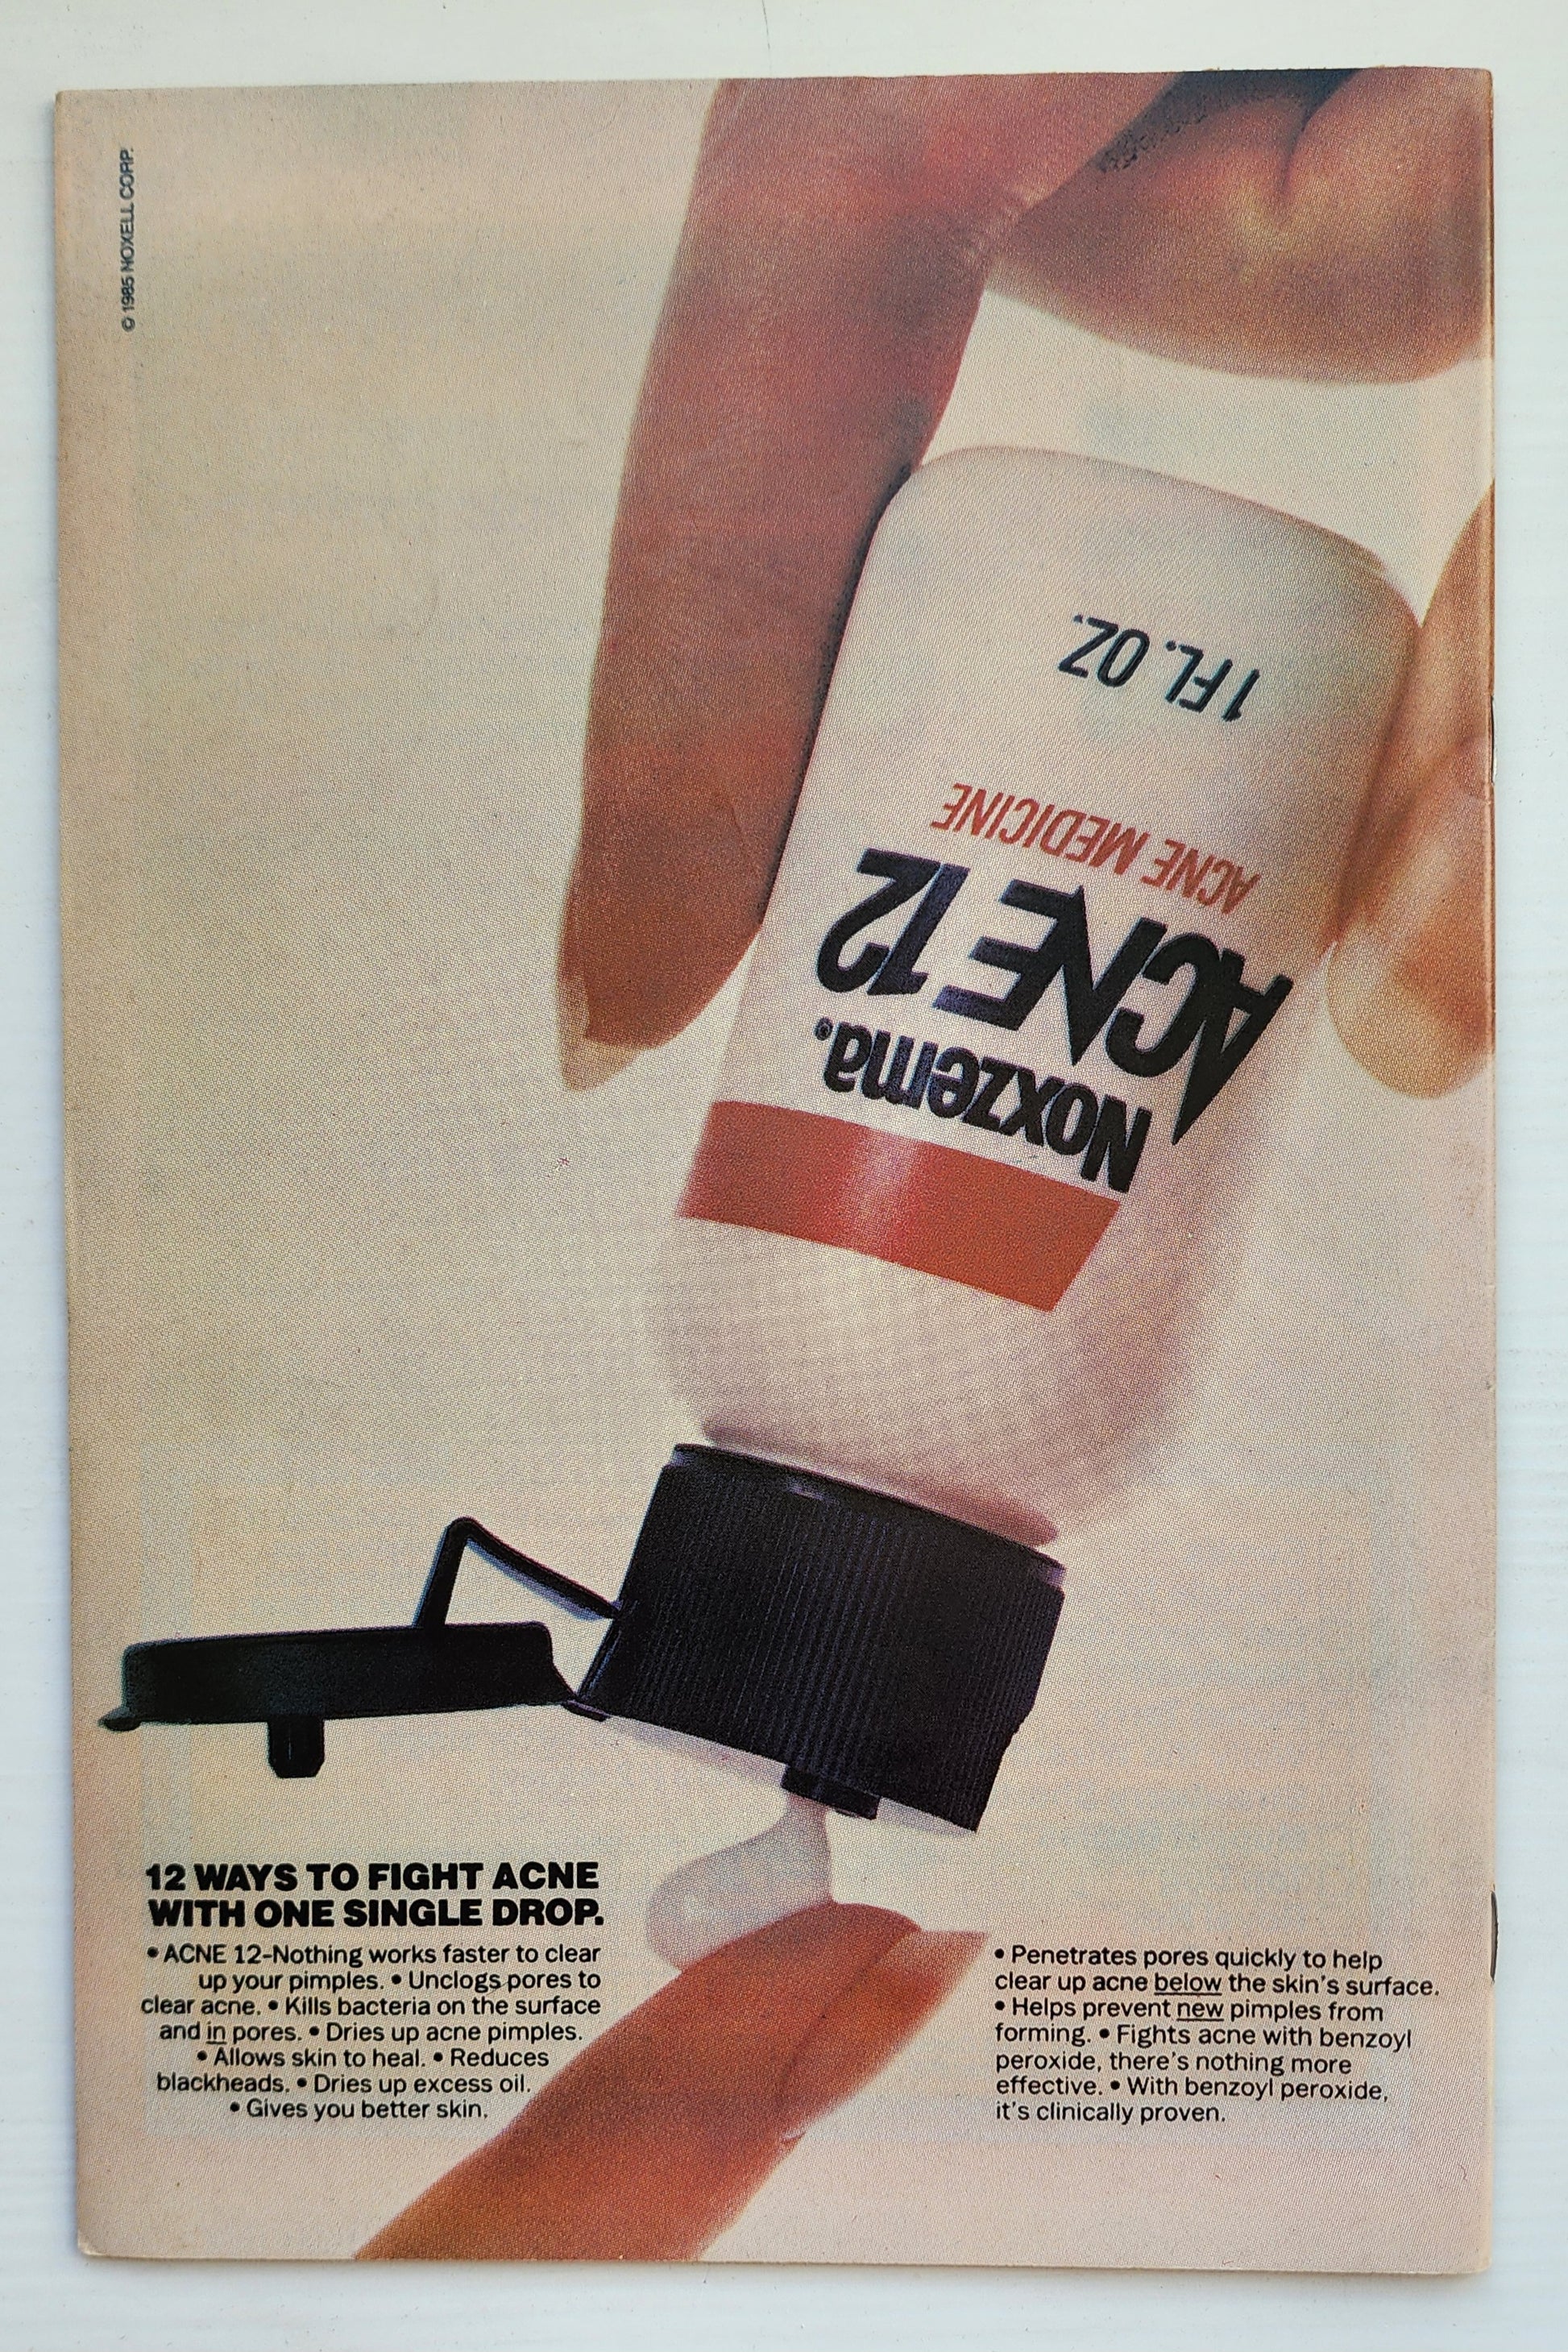 © 1985 NOXELL CORP.
1 FL. OZ.
ACNE MEDICINE
ACNE 12
Noxzema®
12 WAYS TO FIGHT ACNE
WITH ONE SINGLE DROP.
• ACNE 12–Nothing works faster to clear
up your pimples. • Unclogs pores to
clear acne. • Kills bacteria on the surface
and in pores. • Dries up acne pimples.
• Allows skin to heal. • Reduces
blackheads. • Dries up excess oil.
• Gives you better skin.
• Penetrates pores quickly to help
clear up acne below the skin's surface.
• Helps prevent new pimples from
forming. • Fights acne with benzoyl
peroxide, there's nothing more
effective. • With benzoyl peroxide,
it's clinically proven.